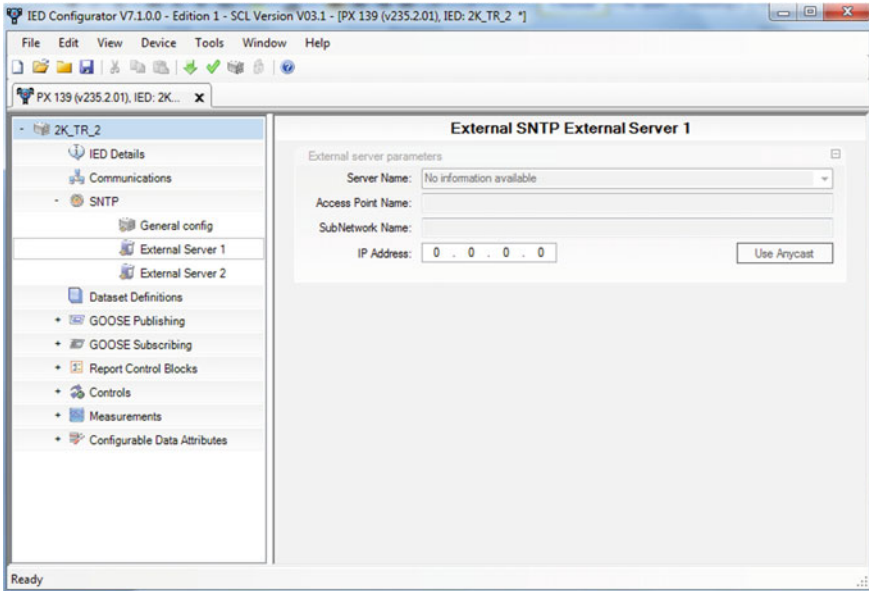 IED Configurator V7.1.0.0 - Edition 1 - SCL Version V03.1 - [PX 139 (v235.2.01), IED: 2K_TR_2 *]
File Edit View Device Tools Window Help
PX 139 (v235.2.01), IED: 2K... X
2K_TR_2
IED Details
Communications
SNTP
General config
External Server 1
External Server 2
Dataset Definitions
GOOSE Publishing
GOOSE Subscribing
Report Control Blocks
Controls
Measurements
Configurable Data Attributes
External SNTP External Server 1
External server parameters
Server Name: No information available
Access Point Name:
SubNetwork Name:
IP Address: 0 . 0 . 0 . 0 Use Anycast
Ready